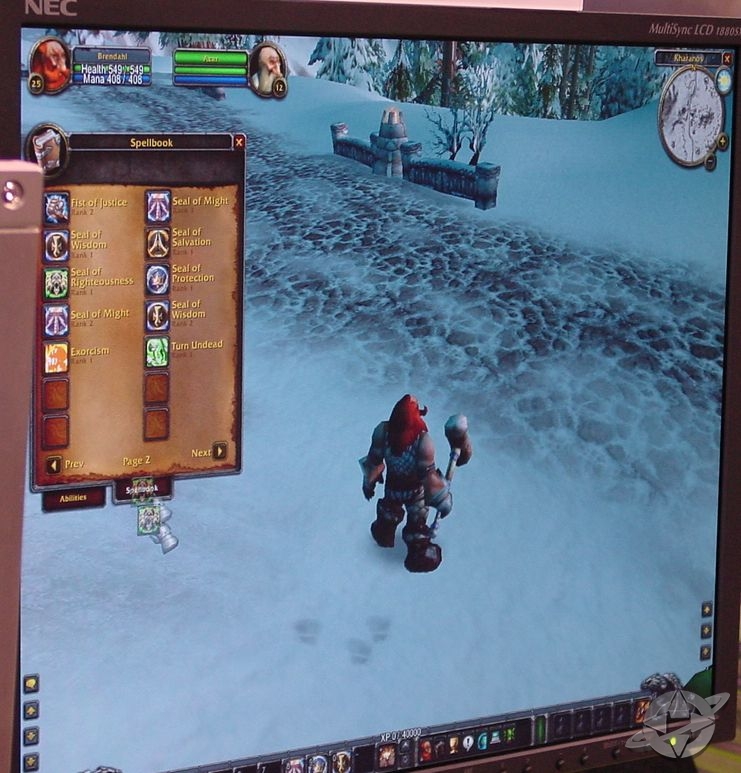 NEC
MultiSync LCD 1880SX
Brendahl
Health 549 / 549
Mana 408 / 408
25
12
Kharanos
Spellbook
Fist of Justice
Rank 2
Seal of Might
Seal of
Wisdom
Rank 1
Seal of
Salvation
Rank 1
Seal of
Righteousness
Rank 1
Seal of
Protection
Rank 1
Seal of Might
Rank 2
Seal of
Wisdom
Rank 2
Exorcism
Rank 1
Turn Undead
Rank 1
Prev
Page 2
Next
Abilities
Spellbook
XP 0 / 40000